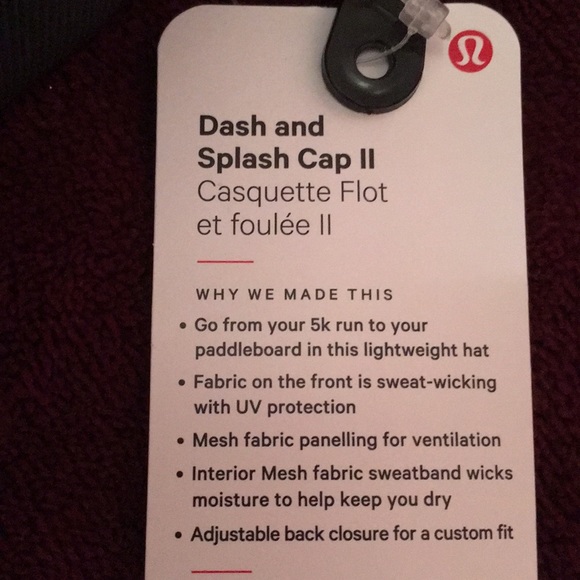 Dash and
Splash Cap II
Casquette Flot
et foulée II
WHY WE MADE THIS
• Go from your 5k run to your
paddleboard in this lightweight hat
• Fabric on the front is sweat-wicking
with UV protection
• Mesh fabric panelling for ventilation
• Interior Mesh fabric sweatband wicks
moisture to help keep you dry
• Adjustable back closure for a custom fit